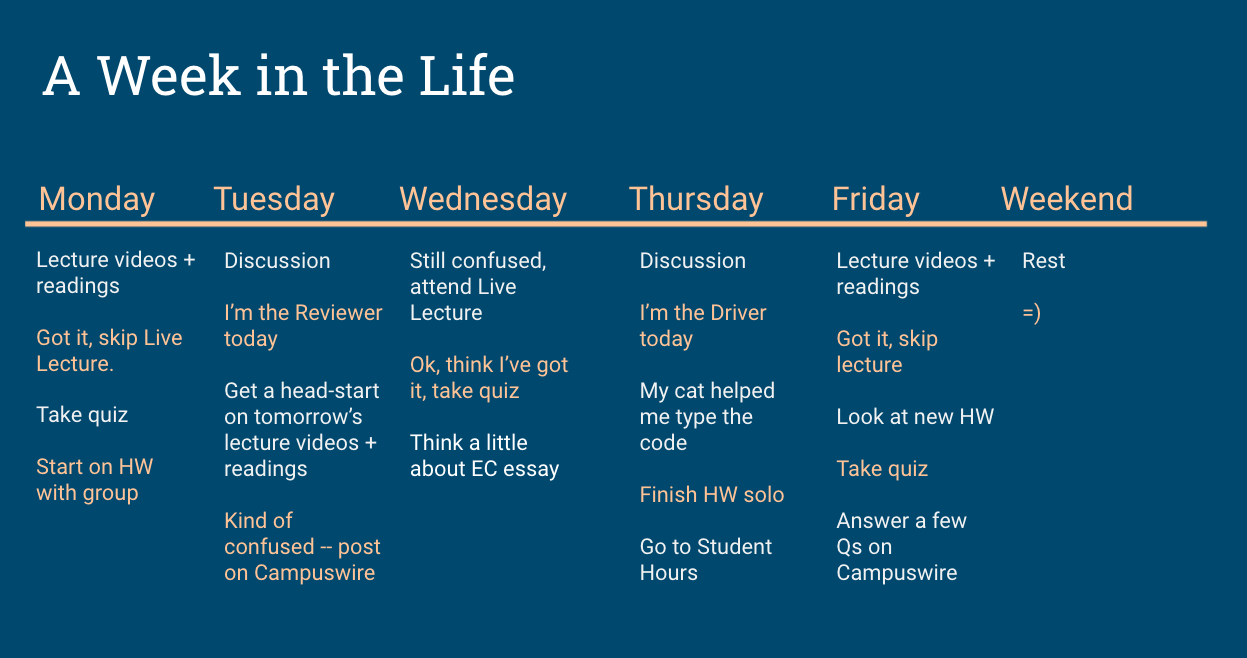 A Week in the Life
Monday
Tuesday
Wednesday
Thursday
Friday
Weekend
Lecture videos +
readings
Got it, skip Live
Lecture.
Take quiz
Start on HW
with group
Discussion
I'm the Reviewer
today
Get a head-start
on tomorrow's
lecture videos +
readings
Kind of
confused -- post
on Campuswire
Still confused,
attend Live
Lecture
Ok, think I've got
it, take quiz
Think a little
about EC essay
Discussion
I'm the Driver
today
My cat helped
me type the
code
Finish HW solo
Go to Student
Hours
Lecture videos +
readings
Got it, skip
lecture
Look at new HW
Take quiz
Answer a few
Qs on
Campuswire
Rest
=)